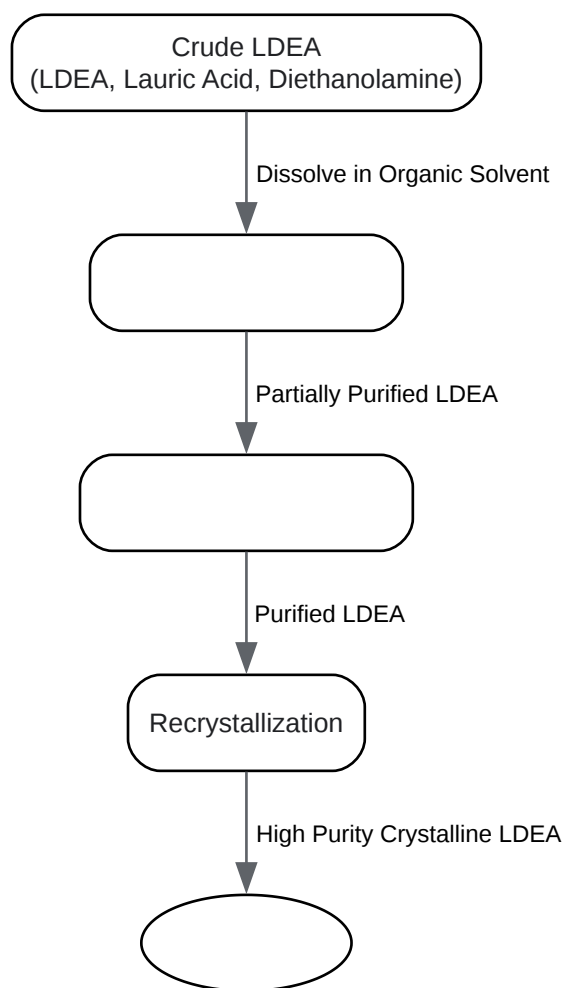 Crude LDEA
(LDEA, Lauric Acid, Diethanolamine)
Dissolve in Organic Solvent
Partially Purified LDEA
Purified LDEA
Recrystallization
High Purity Crystalline LDEA